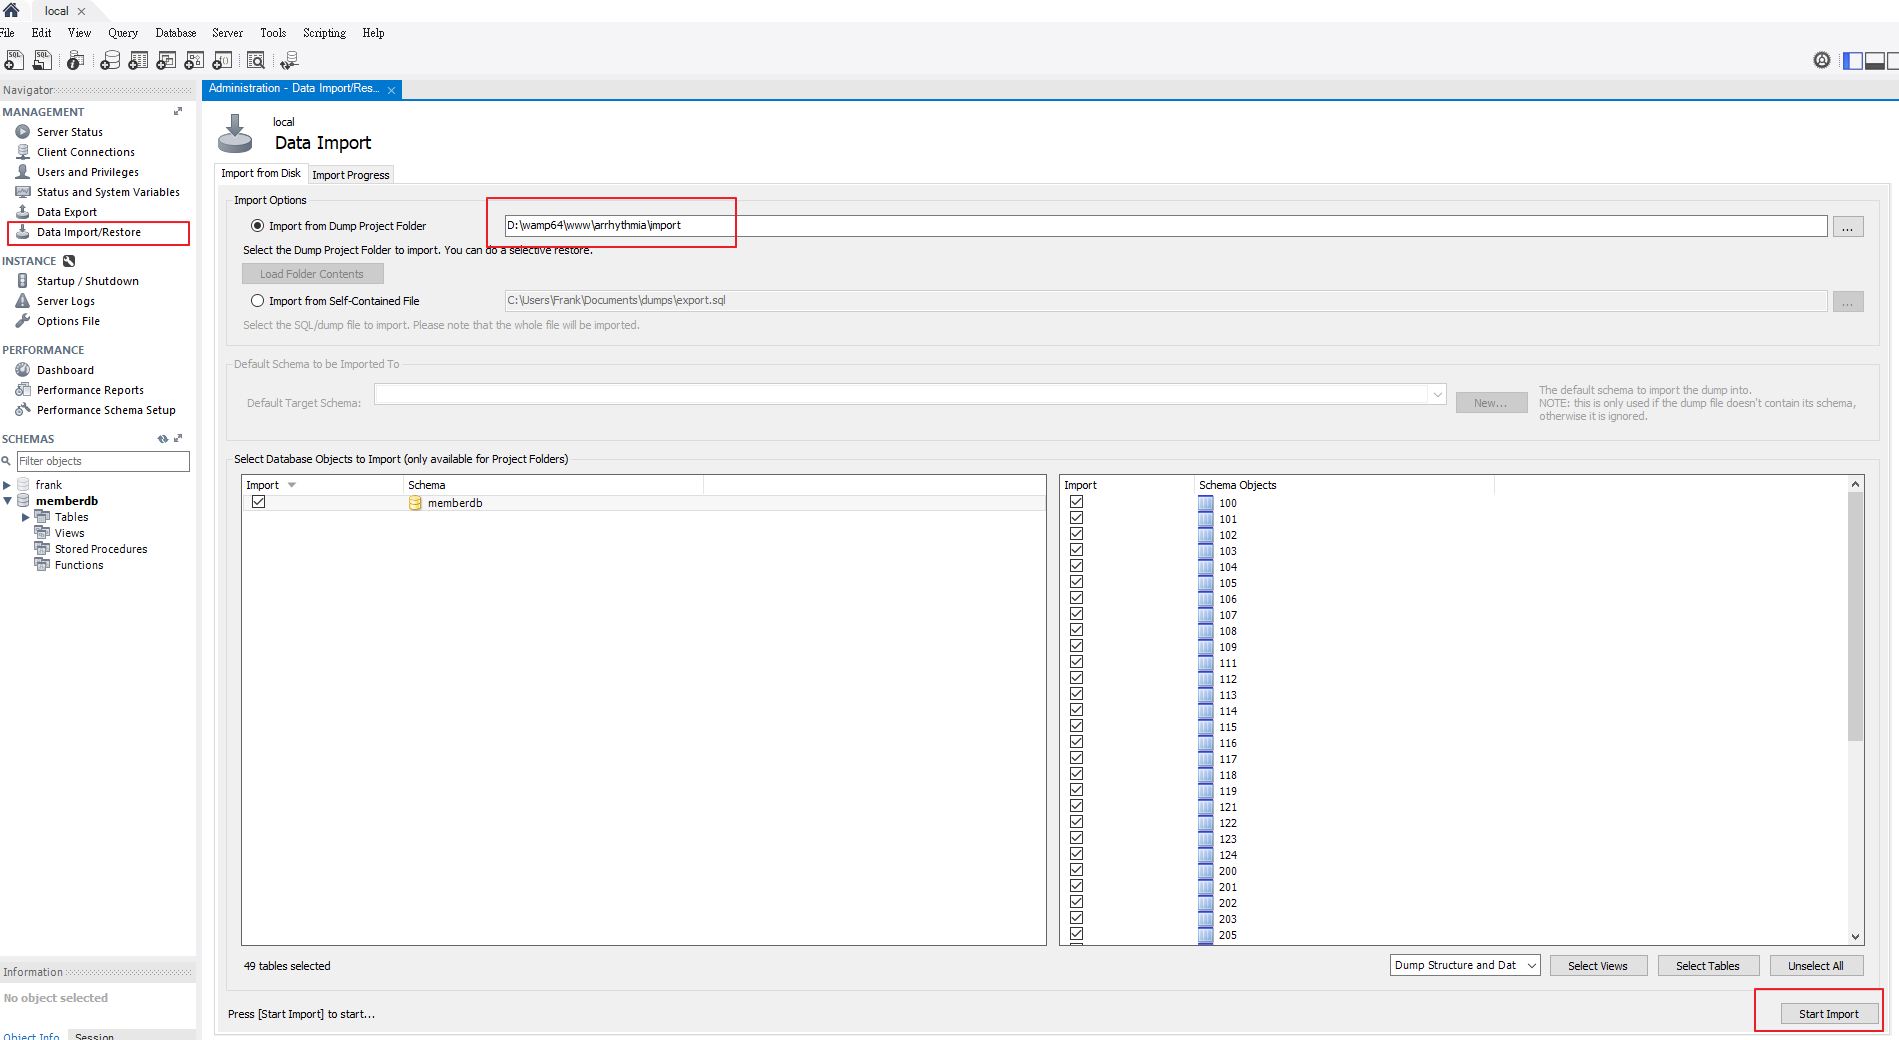 local
File Edit View Query Database Server Tools Scripting Help
Navigator
MANAGEMENT
Server Status
Client Connections
Users and Privileges
Status and System Variables
Data Export
Data Import/Restore
INSTANCE
Startup / Shutdown
Server Logs
Options File
PERFORMANCE
Dashboard
Performance Reports
Performance Schema Setup
SCHEMAS
Filter objects
frank
memberdb
Tables
Views
Stored Procedures
Functions
Information
No object selected
Object Info Session
Administration - Data Import/Res...
local
Data Import
Import from Disk Import Progress
Import Options
Import from Dump Project Folder D:\wamp64\www\arrhythmia\import ...
Select the Dump Project Folder to import. You can do a selective restore.
Load Folder Contents
Import from Self-Contained File C:\Users\Frank\Documents\dumps\export.sql ...
Select the SQL/dump file to import. Please note that the whole file will be imported.
Default Schema to be Imported To
Default Target Schema: New...
The default schema to import the dump into.
NOTE: this is only used if the dump file doesn't contain its schema,
otherwise it is ignored.
Select Database Objects to Import (only available for Project Folders)
Import Schema
memberdb
Import Schema Objects
100
101
102
103
104
105
106
107
108
109
111
112
113
114
115
116
117
118
119
121
122
123
124
200
201
202
203
205
49 tables selected
Dump Structure and Dat Select Views Select Tables Unselect All
Press [Start Import] to start...
Start Import